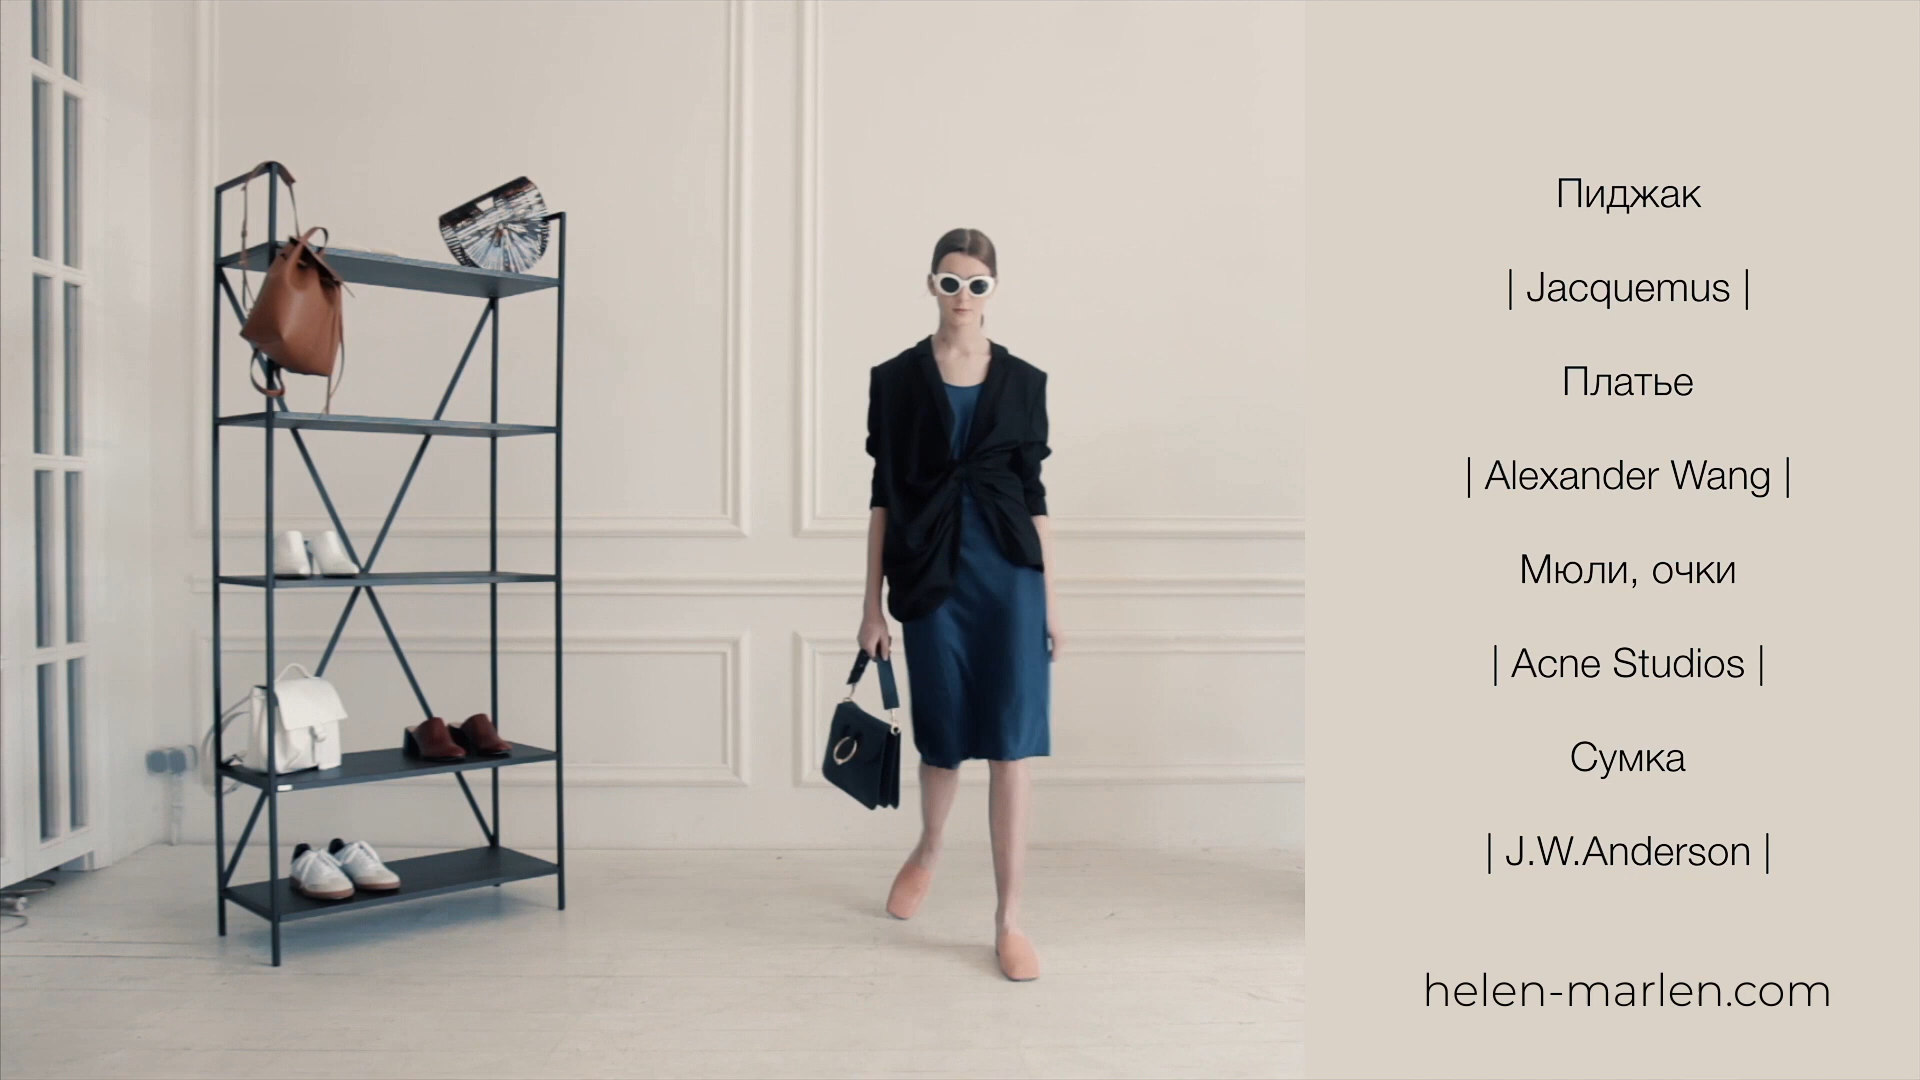 Пиджак
| Jacquemus |
Платье
| Alexander Wang |
Мюли, очки
| Acne Studios |
Сумка
| J.W.Anderson |
helen-marlen.com